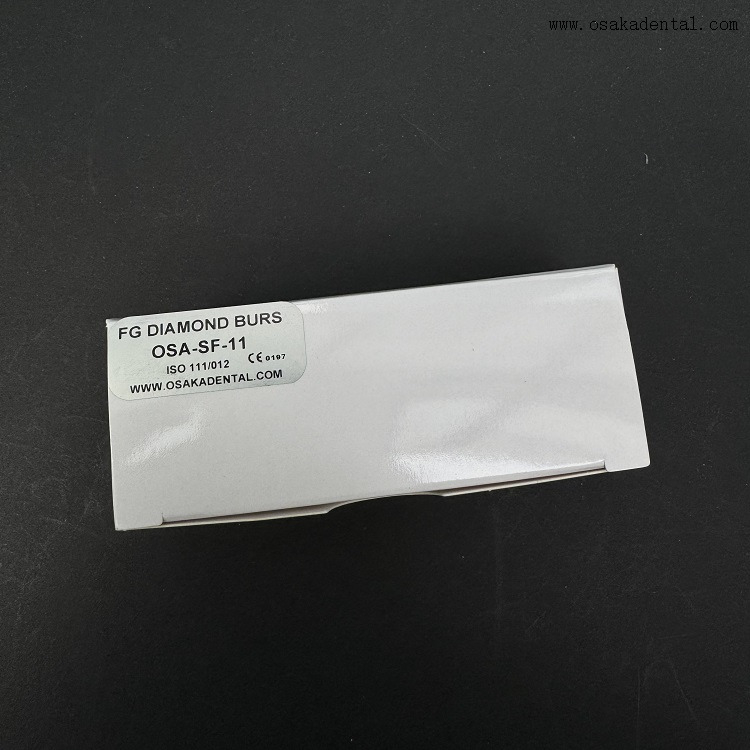 www.osakadental.com
FG DIAMOND BURS
OSA-SF-11
ISO 111/012 CE 0197
WWW.OSAKADENTAL.COM